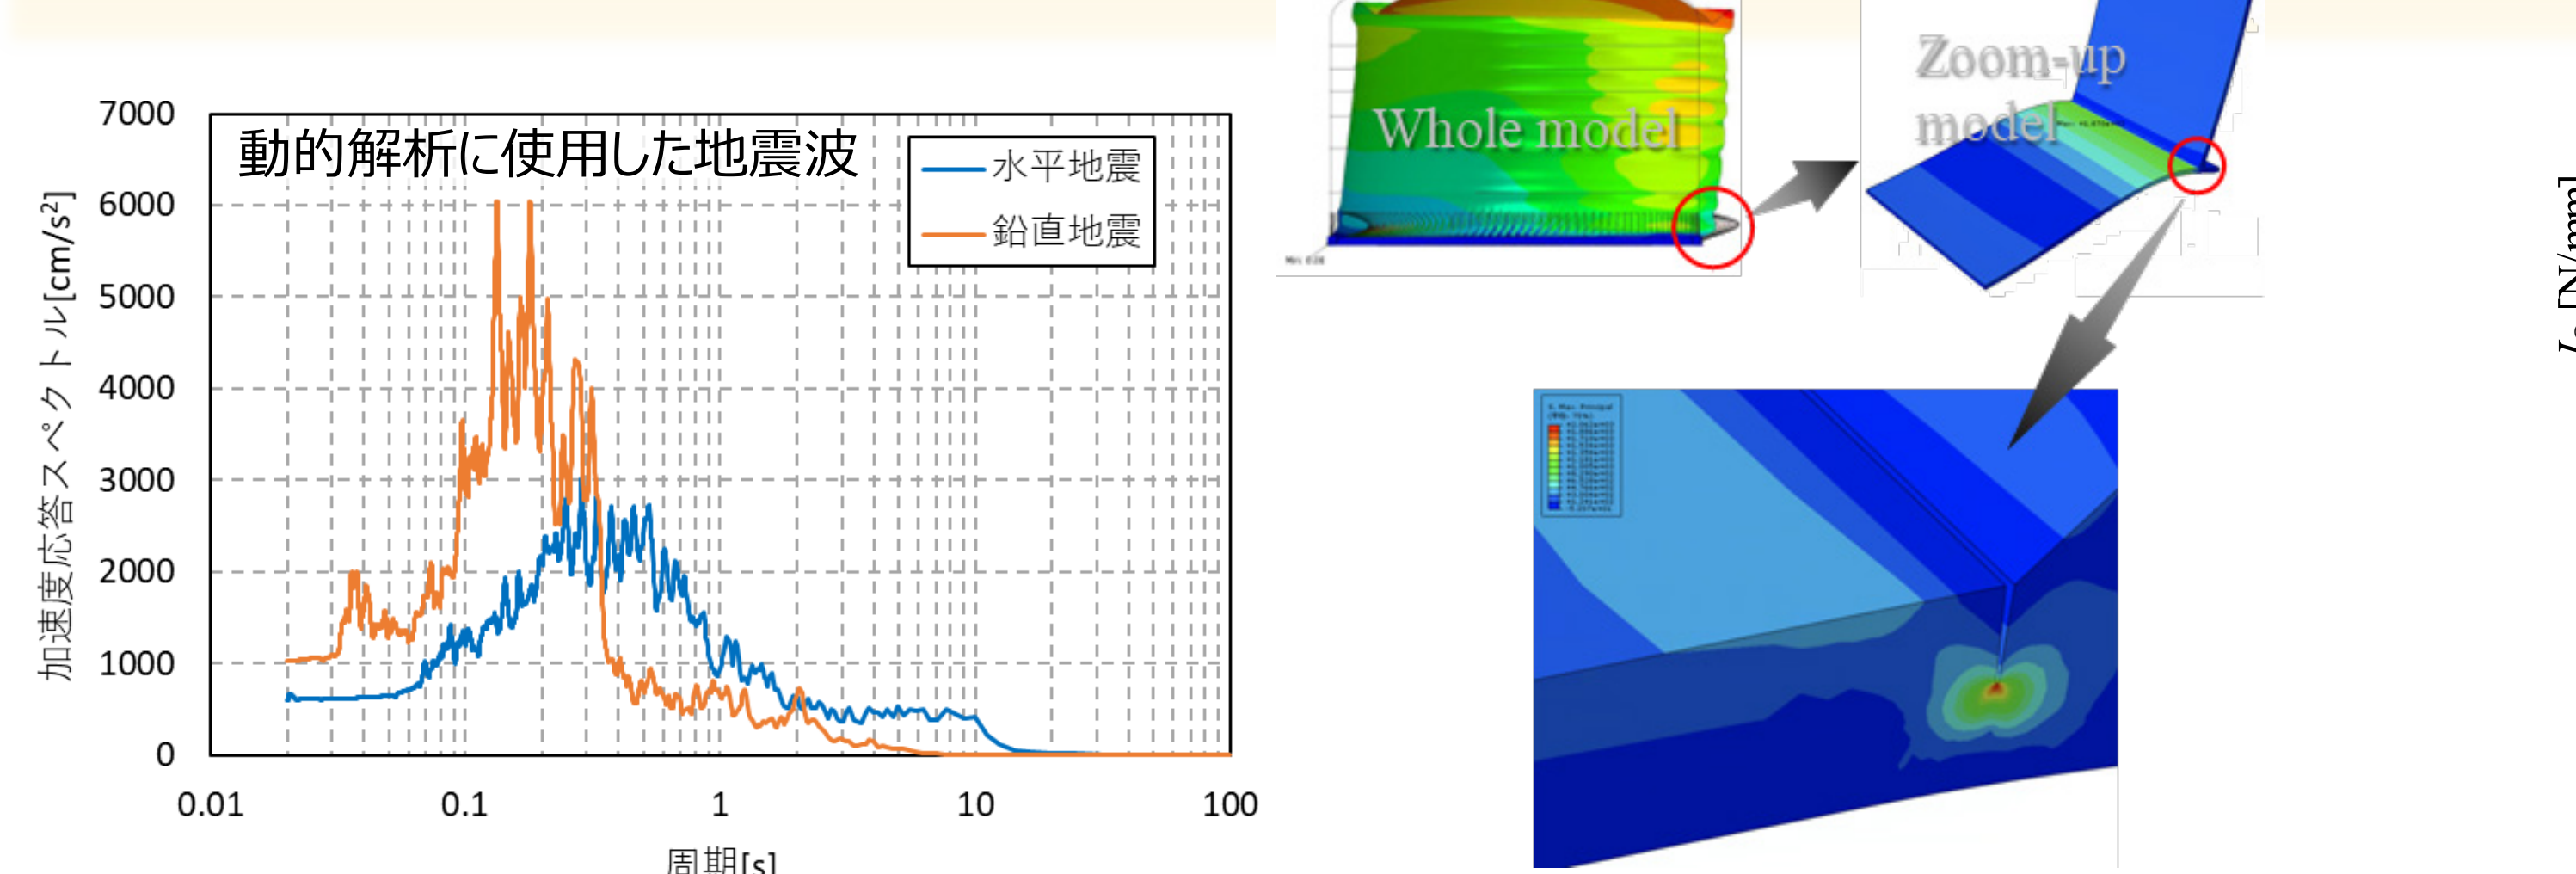 動的解析に使用した地震波
水平地震
鉛直地震
加速度応答スペクトル[cm/s²]
7000
6000
5000
4000
3000
2000
1000
0
0.01
0.1
1
10
100
周期[s]
Whole model
Zoom-up
model
[N/mm]